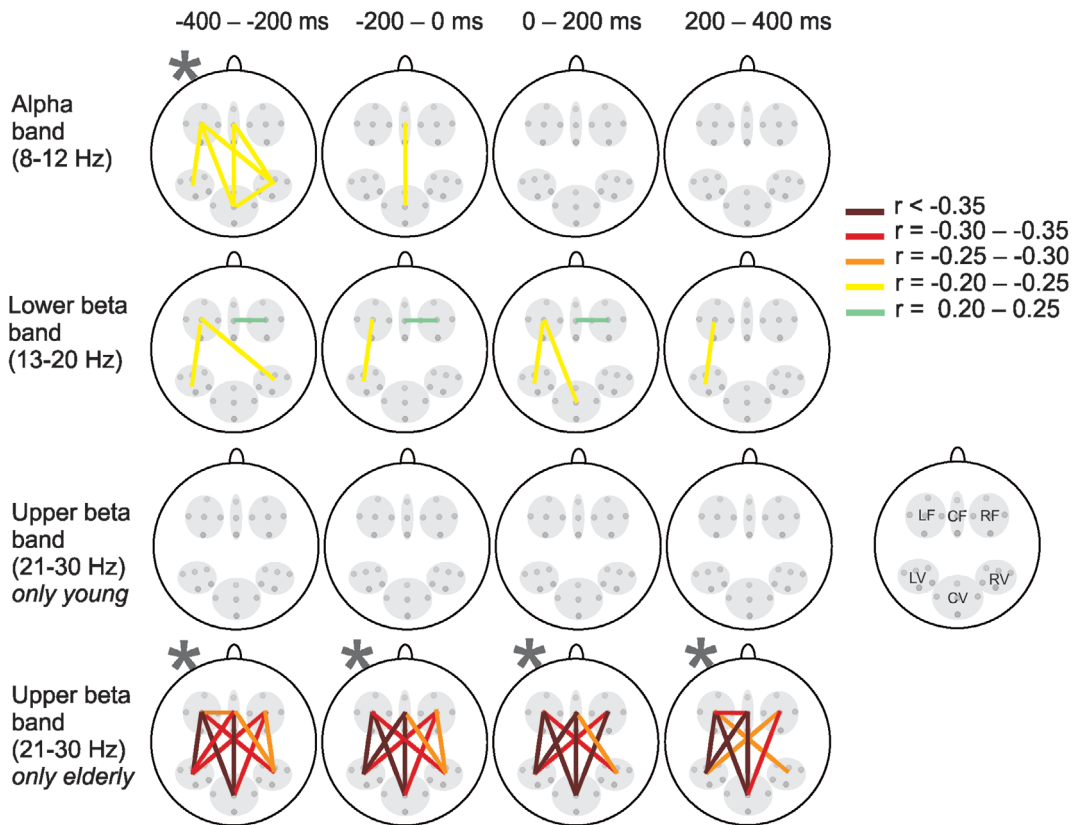 -400 – -200 ms
-200 – 0 ms
0 – 200 ms
200 – 400 ms
*
Alpha
band
(8-12 Hz)
r < -0.35
r = -0.30 – -0.35
r = -0.25 – -0.30
r = -0.20 – -0.25
r = 0.20 – 0.25
Lower beta
band
(13-20 Hz)
Upper beta
band
(21-30 Hz)
only young
LF CF RF
LV CV RV
* * * *
Upper beta
band
(21-30 Hz)
only elderly